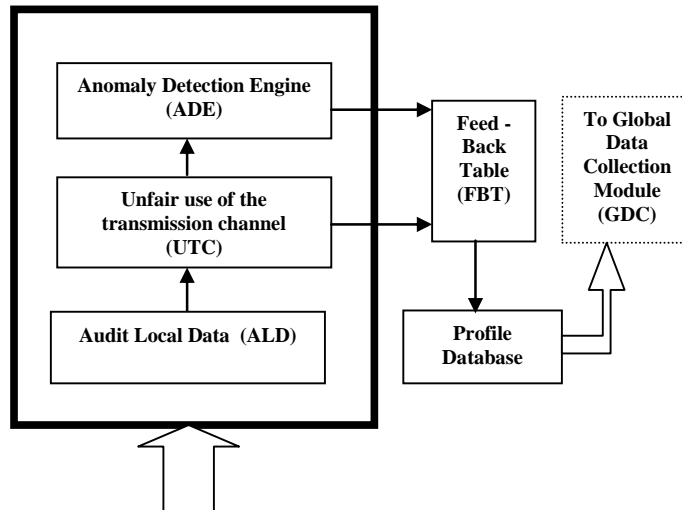 Anomaly Detection Engine
(ADE)
Unfair use of the
transmission channel
(UTC)
Audit Local Data (ALD)
Feed -
Back
Table
(FBT)
Profile
Database
To Global
Data
Collection
Module
(GDC)